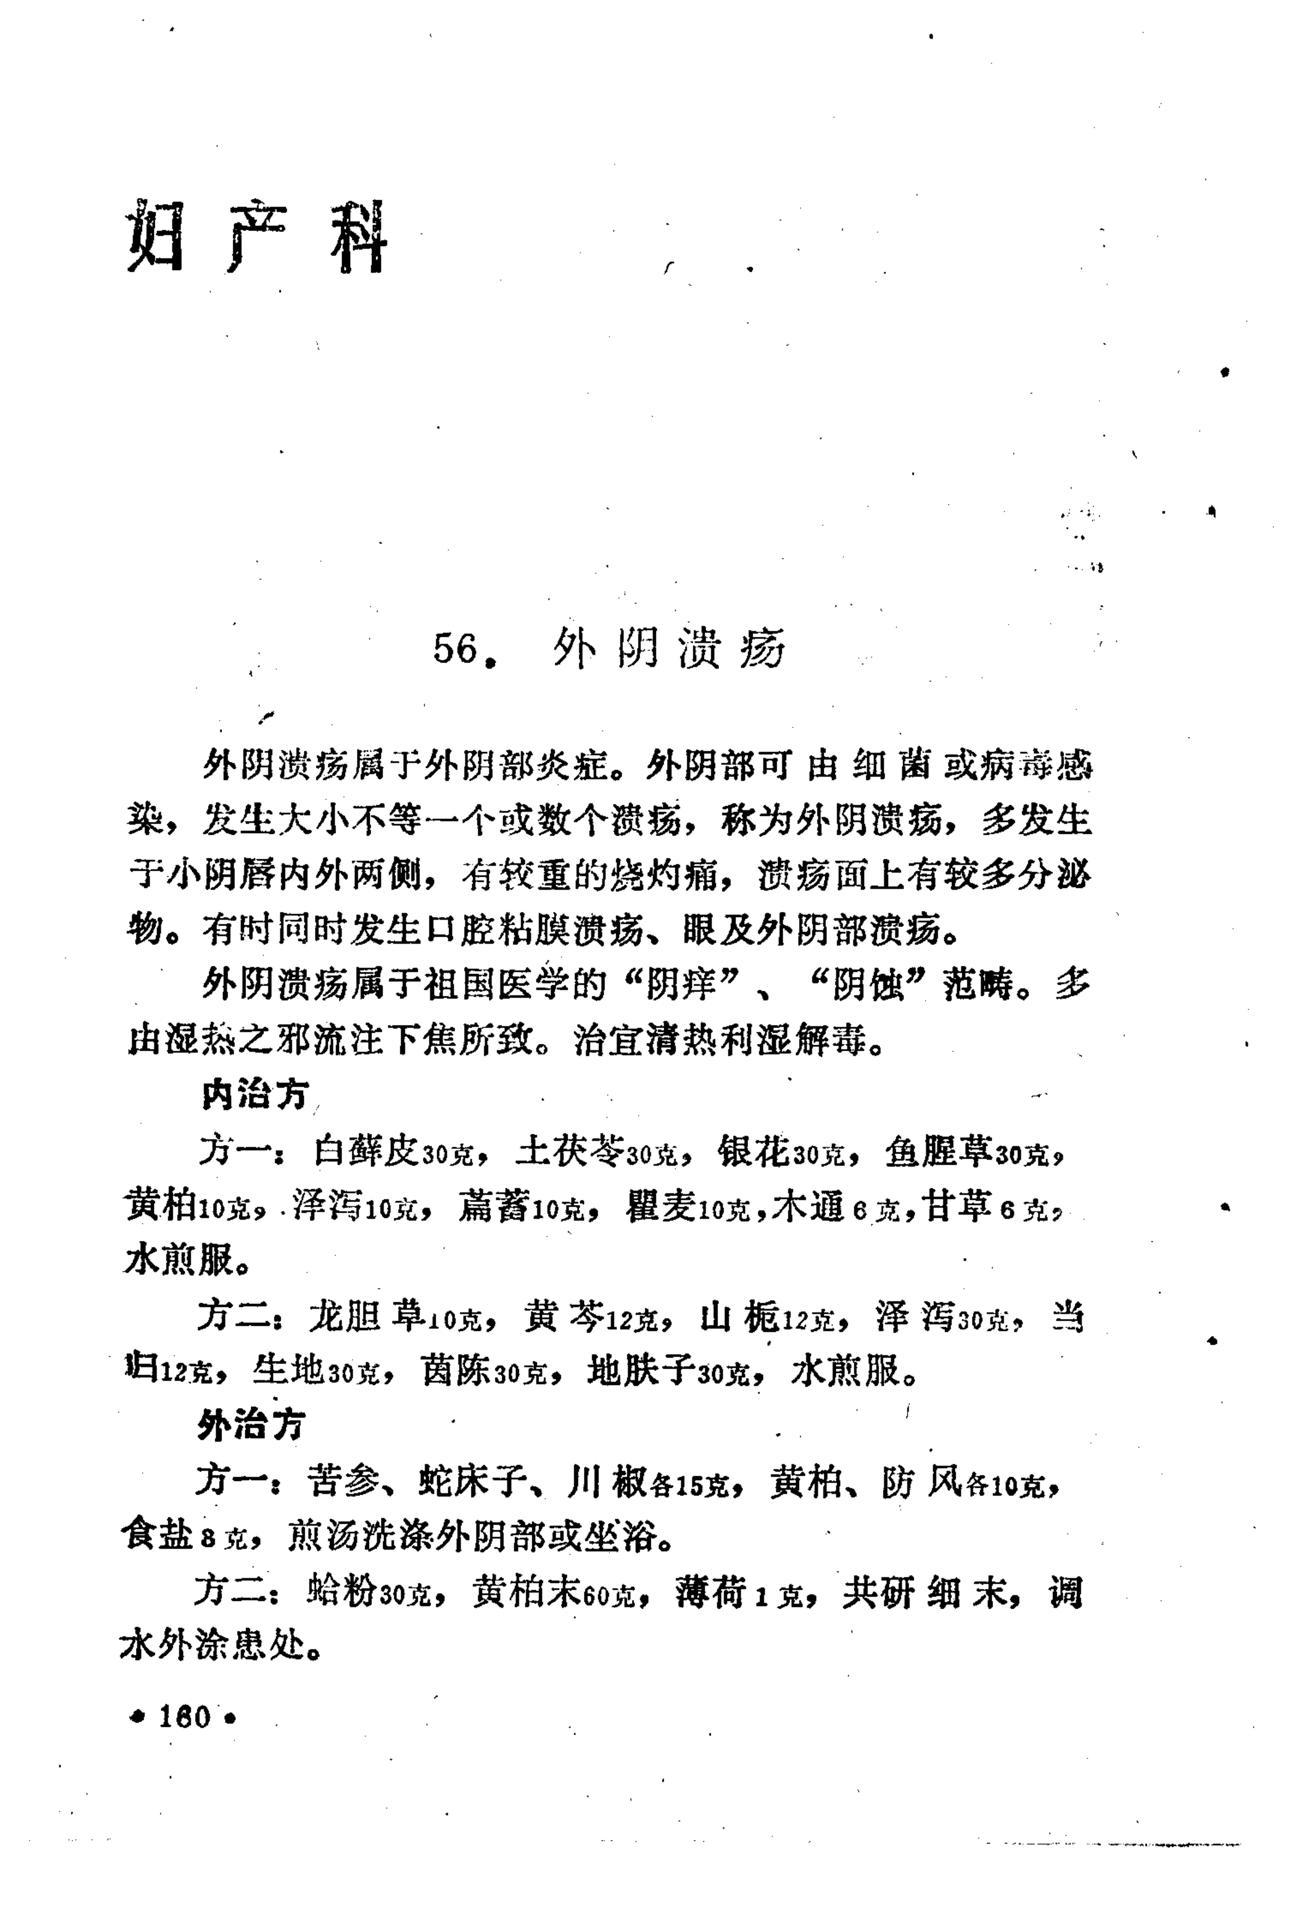 妇产科
56. 外阴溃疡
外阴溃疡属于外阴部炎症。外阴部可由细菌或病毒感
染，发生大小不等一个或数个溃疡，称为外阴溃疡，多发生
于小阴唇内外两侧，有较重的烧灼痛，溃疡面上有较多分泌
物。有时同时发生口腔粘膜溃疡、眼及外阴部溃疡。
外阴溃疡属于祖国医学的“阴痒”、“阴蚀”范畴。多
由湿热之邪流注下焦所致。治宜清热利湿解毒。
内治方
方一：白藓皮30克，土茯苓30克，银花30克，鱼腥草30克，
黄柏10克，泽泻10克，萹蓄10克，瞿麦10克，木通6克，甘草6克，
水煎服。
方二：龙胆草10克，黄芩12克，山栀12克，泽泻30克，当
归12克，生地30克，茵陈30克，地肤子30克，水煎服。
外治方
方一：苦参、蛇床子、川椒各15克，黄柏、防风各10克，
食盐8克，煎汤洗涤外阴部或坐浴。
方二：蛤粉30克，黄柏末60克，薄荷1克，共研细末，调
水外涂患处。
•160•